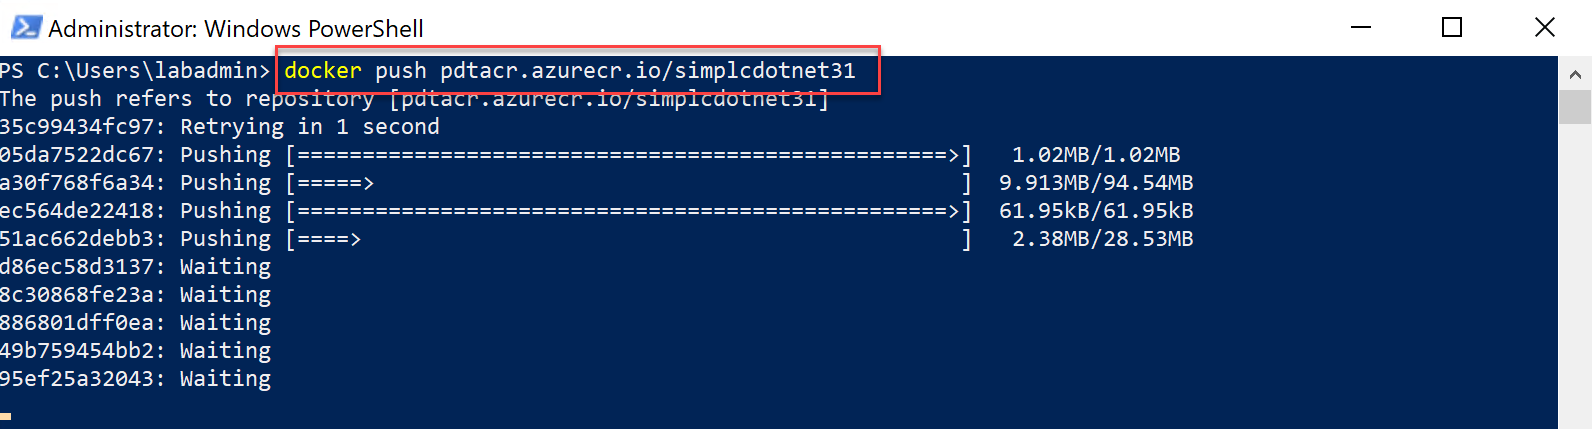 Administrator: Windows PowerShell
PS C:\Users\labadmin> docker push pdtacr.azurecr.io/simplcdotnet31
The push refers to repository [pdtacr.azurecr.io/simplcdotnet31]
35c99434fc97: Retrying in 1 second
05da7522dc67: Pushing [==================================================>]   1.02MB/1.02MB
a30f768f6a34: Pushing [=====>                                             ]  9.913MB/94.54MB
ec564de22418: Pushing [==================================================>]  61.95kB/61.95kB
51ac662debb3: Pushing [====>                                              ]   2.38MB/28.53MB
d86ec58d3137: Waiting
8c30868fe23a: Waiting
886801dff0ea: Waiting
49b759454bb2: Waiting
95ef25a32043: Waiting